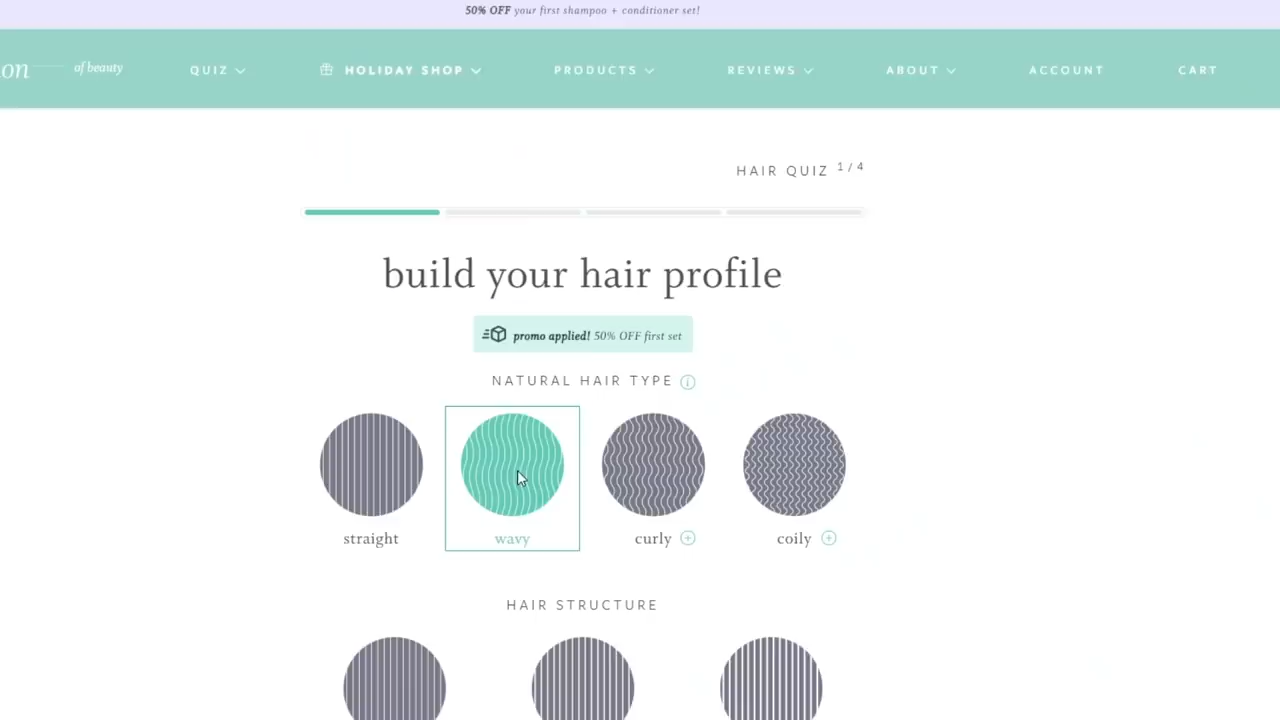 50% OFF your first shampoo + conditioner set!
on of beauty QUIZ HOLIDAY SHOP PRODUCTS REVIEWS ABOUT ACCOUNT CART
HAIR QUIZ 1/4
build your hair profile
promo applied! 50% OFF first set
NATURAL HAIR TYPE
straight wavy curly coily
HAIR STRUCTURE